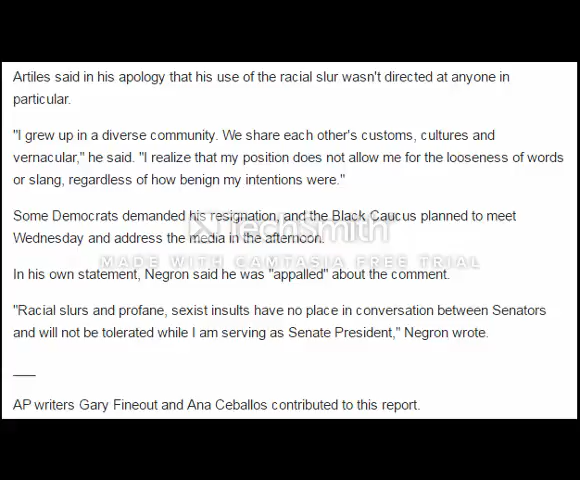 Artiles said in his apology that his use of the racial slur wasn't directed at anyone in
particular.
"I grew up in a diverse community. We share each other's customs, cultures and
vernacular," he said. "I realize that my position does not allow me for the looseness of words
or slang, regardless of how benign my intentions were."
Some Democrats demanded his resignation, and the Black Caucus planned to meet
Wednesday and address the media in the afternoon.
TechSmith
MADE WITH CAMTASIA FREE TRIAL
In his own statement, Negron said he was "appalled" about the comment.
"Racial slurs and profane, sexist insults have no place in conversation between Senators
and will not be tolerated while I am serving as Senate President," Negron wrote.
___
AP writers Gary Fineout and Ana Ceballos contributed to this report.